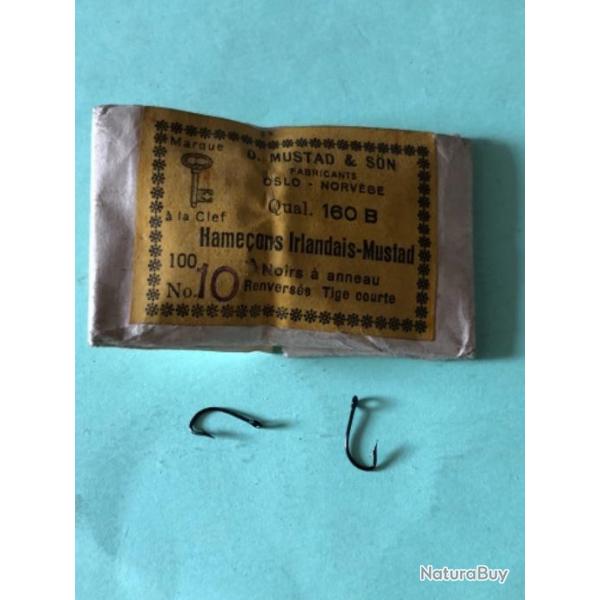 Marque
à la Clef
O. MUSTAD & SÖN
FABRICANTS
OSLO - NORVÈGE
Qual. 160 B
Hameçons Irlandais-Mustad
100
No. 10
Noirs à anneau
Renversés Tige courte
NaturaBuy